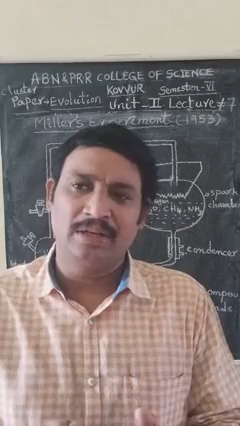 ABN&PRR COLLEGE OF SCIENCE
cluster KOVVUR Semester-VI
Paper-Evolution Unit-II Lecture#7
Miller's Experiment (1953)
spark
chamber
CH4, NH3
condencer